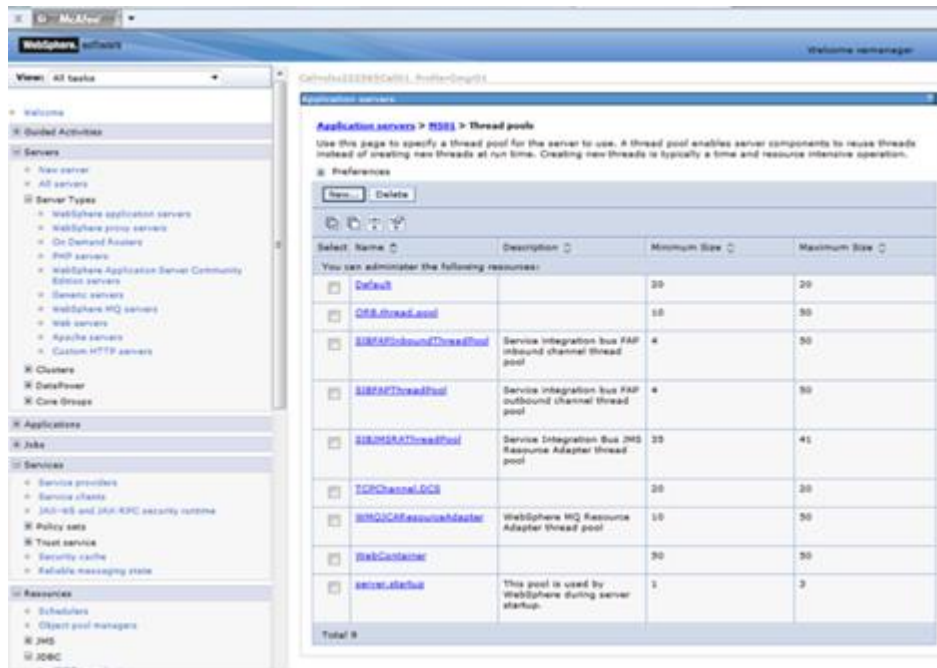 McAfee
WebSphere. software
Welcome
View: All tasks
Welcome
Guided Activities
Servers
New server
All servers
Server Types
WebSphere application servers
WebSphere proxy servers
On Demand Routers
PHP servers
WebSphere Application Server Community
Edition servers
Generic servers
WebSphere MQ servers
Web servers
Apache servers
Custom HTTP servers
Clusters
DataPower
Core Groups
Applications
Jobs
Services
Service providers
Service clients
JAX-WS and JAX-RPC security runtime
Policy sets
Trust service
Security cache
Reliable messaging state
Resources
Schedulers
Object pool managers
JMS
JDBC
Application servers
?
Application servers > MS01 > Thread pools
Use this page to specify a thread pool for the server to use. A thread pool enables server components to reuse threads
instead of creating new threads at run time. Creating new threads is typically a time and resource intensive operation.
Preferences
New... Delete
Select Name Description Minimum Size Maximum Size
You can administer the following resources:
Default 20 20
ORB.thread.pool 10 50
SIBFAPInboundThreadPool Service integration bus FAP 4 50
inbound channel thread
pool
SIBFAPThreadPool Service integration bus FAP 4 50
outbound channel thread
pool
SIBJMSRAThreadPool Service Integration Bus JMS 35 41
Resource Adapter thread
pool
TCPChannel.DCS 20 20
WMQJCAResourceAdapter WebSphere MQ Resource 10 50
Adapter thread pool
WebContainer 50 50
server.startup This pool is used by 1 3
WebSphere during server
startup.
Total 9